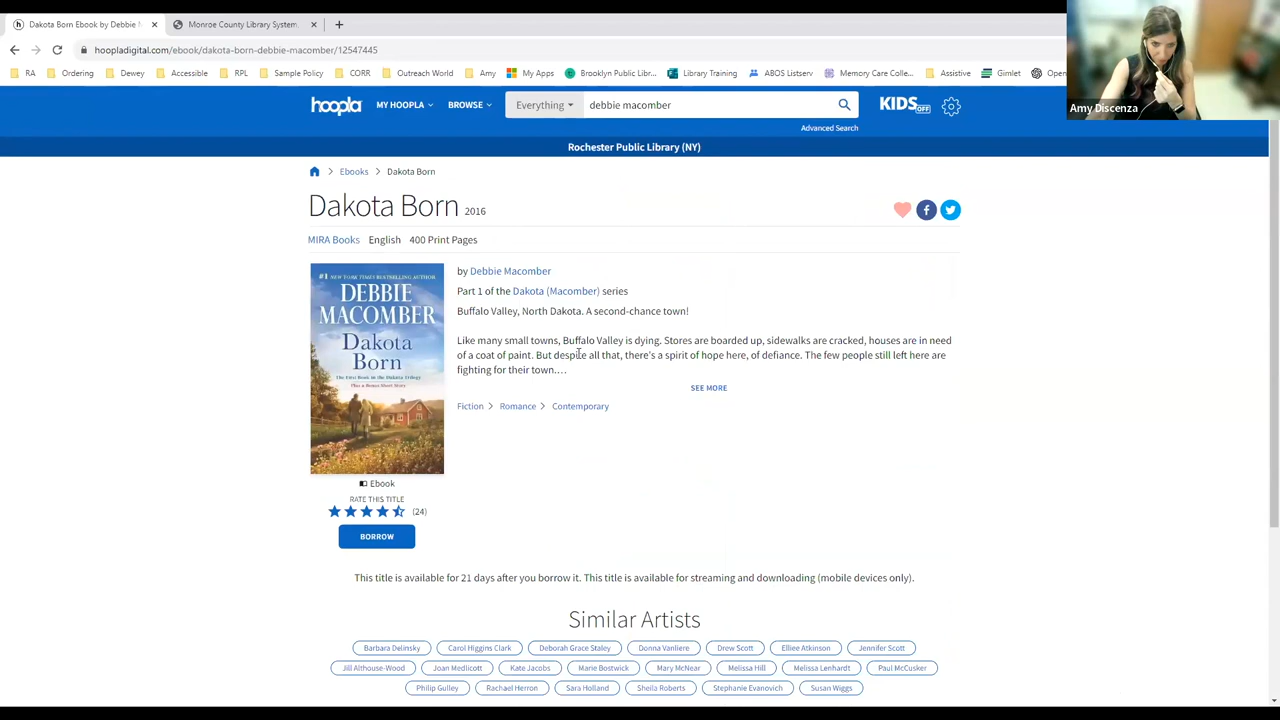 Dakota Born Ebook by Debbie
Monroe County Library System
hoopladigital.com/ebook/dakota-born-debbie-macomber/12547445
RA Ordering Dewey Accessible RPL Sample Policy CORR Outreach World Amy My Apps Brooklyn Public Libr... Library Training ABOS Listserv Memory Care Colle... Assistive Gimlet Open
Amy Discenza
hoopla MY HOOPLA BROWSE Everything debbie macomber KIDS OFF
Advanced Search
Rochester Public Library (NY)
Ebooks > Dakota Born
Dakota Born 2016
MIRA Books English 400 Print Pages
#1 NEW YORK TIMES BESTSELLING AUTHOR
DEBBIE
MACOMBER
Dakota
Born
The First Book in the Dakota Trilogy
Plus a Bonus Short Story
by Debbie Macomber
Part 1 of the Dakota (Macomber) series
Buffalo Valley, North Dakota. A second-chance town!
Like many small towns, Buffalo Valley is dying. Stores are boarded up, sidewalks are cracked, houses are in need
of a coat of paint. But despite all that, there's a spirit of hope here, of defiance. The few people still left here are
fighting for their town....
SEE MORE
Fiction > Romance > Contemporary
Ebook
RATE THIS TITLE
(24)
BORROW
This title is available for 21 days after you borrow it. This title is available for streaming and downloading (mobile devices only).
Similar Artists
Barbara Delinsky Carol Higgins Clark Deborah Grace Staley Donna Vanliere Drew Scott Elliee Atkinson Jennifer Scott
Jill Althouse-Wood Joan Medlicott Kate Jacobs Marie Bostwick Mary McNear Melissa Hill Melissa Lenhardt Paul McCusker
Philip Gulley Rachael Herron Sara Holland Sheila Roberts Stephanie Evanovich Susan Wiggs